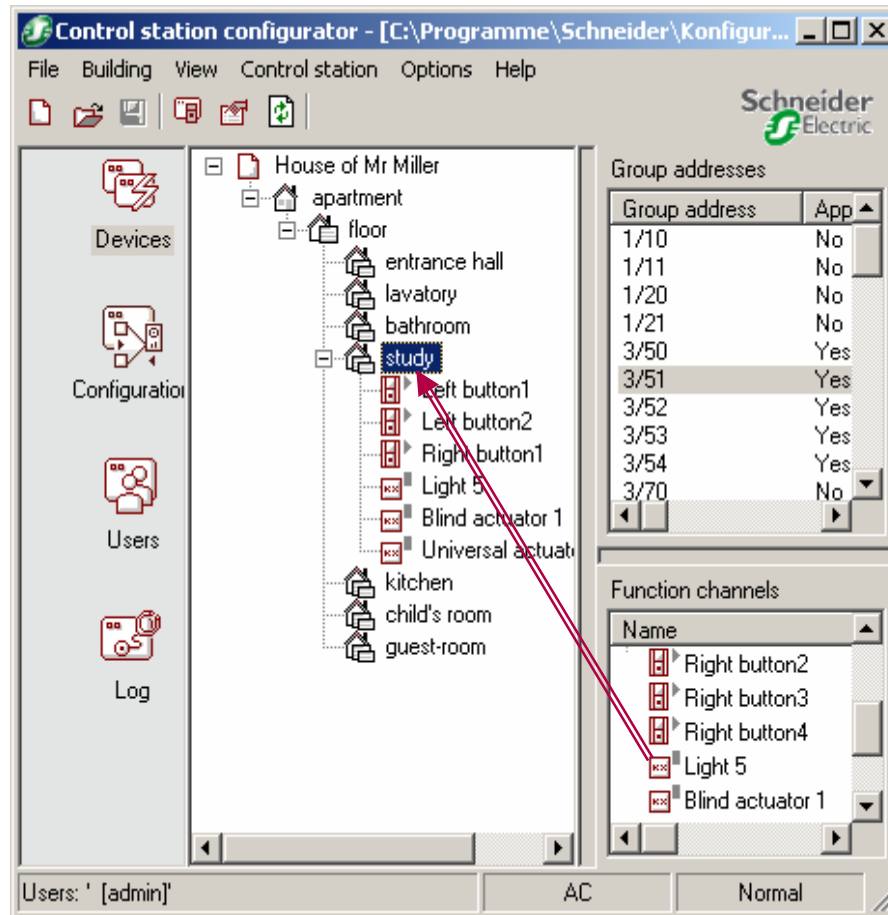 Control station configurator - [C:\Programme\Schneider\Konfigur...
File Building View Control station Options Help
Schneider
Electric
Devices
Configuration
Users
Log
House of Mr Miller
apartment
floor
entrance hall
lavatory
bathroom
study
Left button1
Left button2
Right button1
Light 5
Blind actuator 1
Universal actuat
kitchen
child's room
guest-room
Group addresses
Group address App
1/10 No
1/11 No
1/20 No
1/21 No
3/50 Yes
3/51 Yes
3/52 Yes
3/53 Yes
3/54 Yes
3/70 No
Function channels
Name
Right button2
Right button3
Right button4
Light 5
Blind actuator 1
Users: ' [admin]' AC Normal